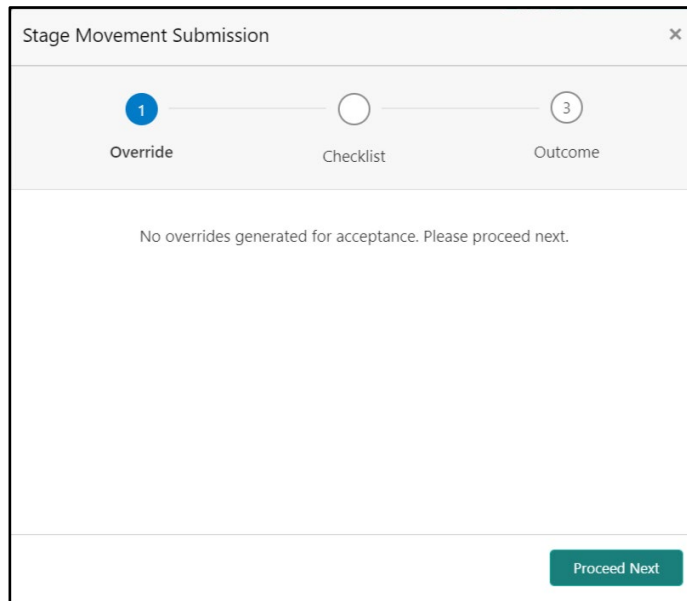 Stage Movement Submission ×
1
3
Override
Checklist
Outcome
No overrides generated for acceptance. Please proceed next.
Proceed Next